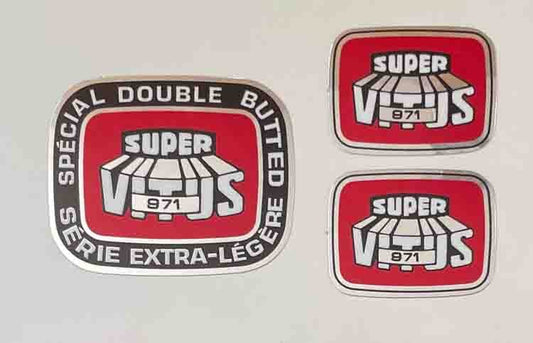 SPÉCIAL DOUBLE BUTTED
SUPER
VITUS
971
SÉRIE EXTRA-LÉGÈRE
SUPER
VITUS
971
SUPER
VITUS
971